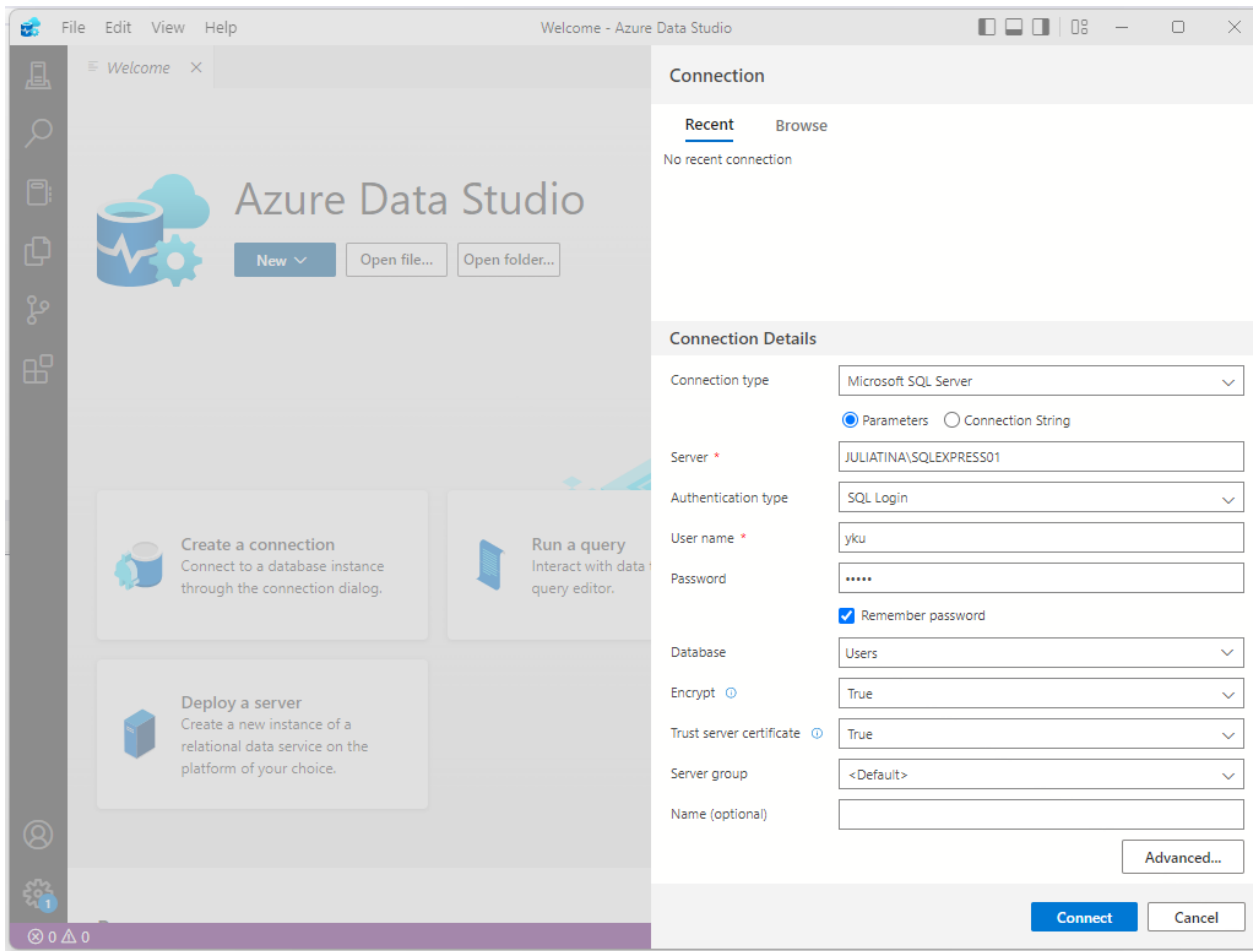 File Edit View Help
Welcome - Azure Data Studio
Welcome
Azure Data Studio
New
Open file...
Open folder...
Create a connection
Connect to a database instance
through the connection dialog.
Run a query
Interact with data
query editor.
Deploy a server
Create a new instance of a
relational data service on the
platform of your choice.
1
0 0
Connection
Recent Browse
No recent connection
Connection Details
Connection type Microsoft SQL Server
Parameters Connection String
Server * JULIATINA\SQLEXPRESS01
Authentication type SQL Login
User name * yku
Password •••••
Remember password
Database Users
Encrypt True
Trust server certificate True
Server group <Default>
Name (optional)
Advanced...
Connect Cancel